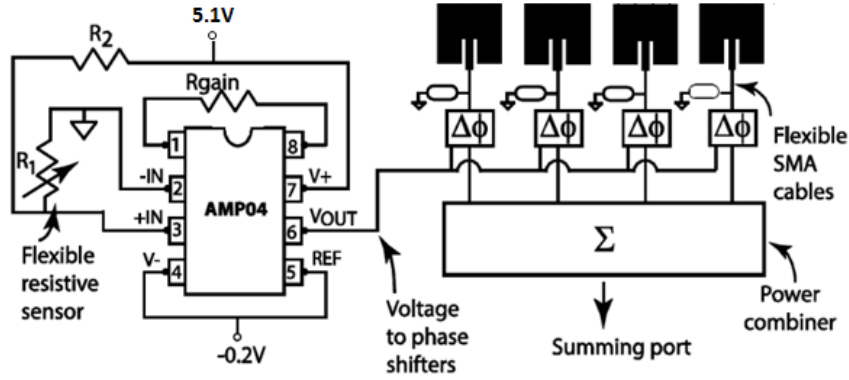 5.1V
R2
Rgain
R1
1
8
-IN
2
7
V+
AMP04
+IN
3
6
VOUT
V-
4
5
REF
Flexible
resistive
sensor
-0.2V
Voltage
to phase
shifters
Δϕ
Δϕ
Δϕ
Δϕ
Flexible
SMA
cables
Σ
Power
combiner
Summing port